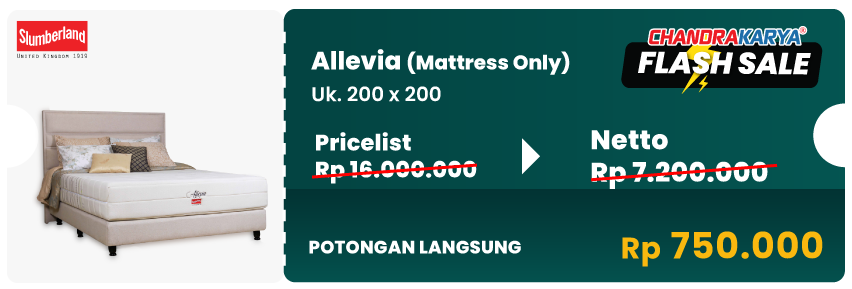 Slumberland
UNITED KINGDOM 1919
Allevia
Allevia (Mattress Only)
Uk. 200 x 200
CHANDRAKARYA®
FLASH SALE
Pricelist
Rp 16.000.000
Netto
Rp 7.200.000
POTONGAN LANGSUNG
Rp 750.000